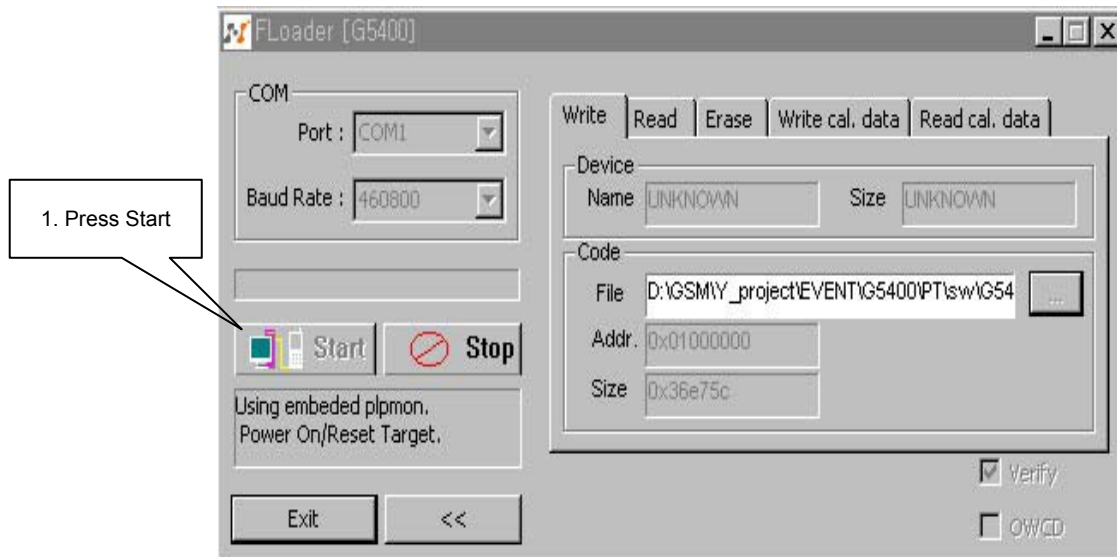 FLoader [G5400]
COM
Port : COM1
Baud Rate : 460800
1. Press Start
Start
Stop
Using embeded plpmon.
Power On/Reset Target.
Exit
<<
Write
Read
Erase
Write cal. data
Read cal. data
Device
Name UNKNOWN
Size UNKNOWN
Code
File D:\GSM\Y_project\EVENT\G5400\PT\sw\G54
...
Addr. 0x01000000
Size 0x36e75c
Verify
OWCD